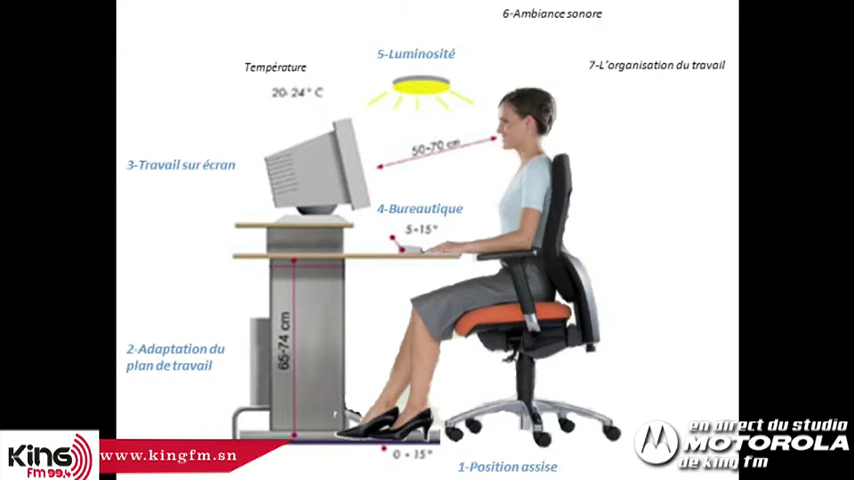 6-Ambiance sonore
5-Luminosité
Température
7-L'organisation du travail
20-24° C
50-70 cm
3-Travail sur écran
4-Bureautique
5-15°
65-74 cm
2-Adaptation du
plan de travail
0 + 15°
1-Position assise
King
FM 99.4
www.kingfm.sn
en direct du studio
MOTOROLA
de king fm